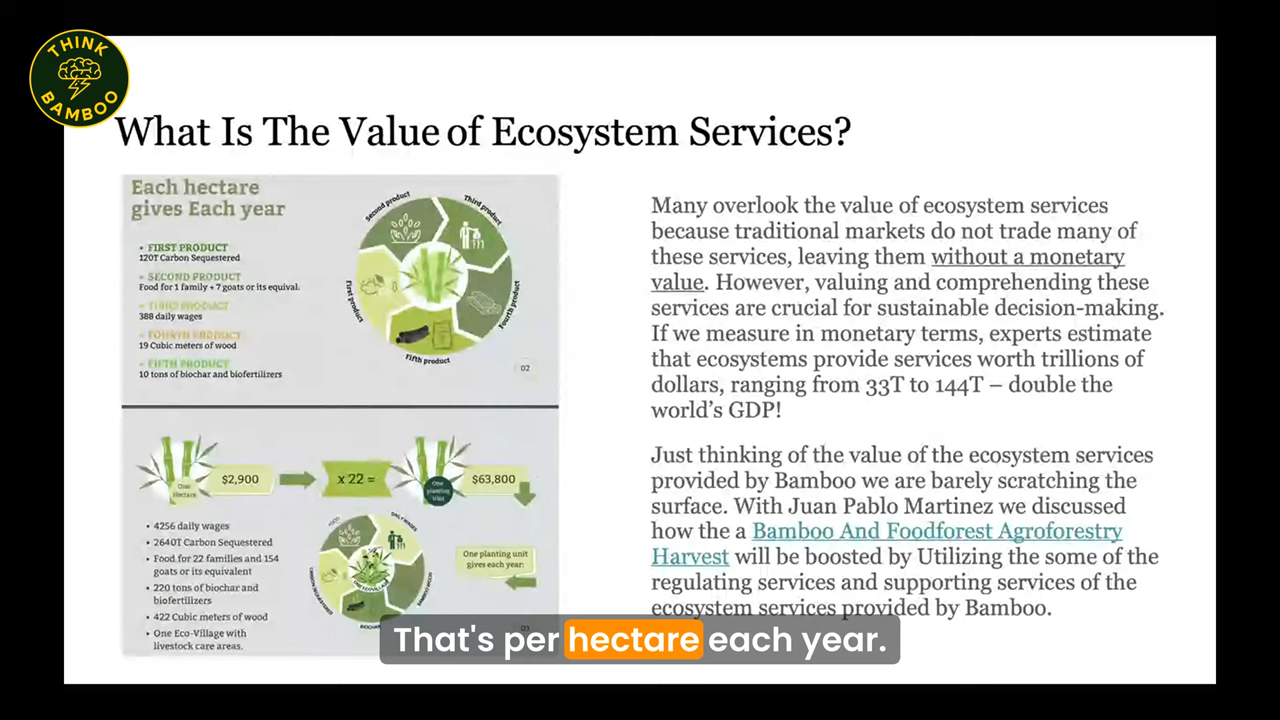 THINK
BAMBOO
What Is The Value of Ecosystem Services?
Each hectare
gives Each year
• FIRST PRODUCT
120T Carbon Sequestered
• SECOND PRODUCT
Food for 1 family + 7 goats or its equival.
• THIRD PRODUCT
388 daily wages
• FOURTH PRODUCT
19 Cubic meters of wood
• FIFTH PRODUCT
10 tons of biochar and biofertilizers
Second product
Third product
First product
Fourth product
Fifth product
02
One
Hectare
$2,900
x 22 =
One
planting
Unit
$63,800
• 4256 daily wages
• 2640T Carbon Sequestered
• Food for 22 families and 154
goats or its equivalent
• 220 tons of biochar and
biofertilizers
• 422 Cubic meters of wood
• One Eco-Village with
livestock care areas.
FOOD
DAILY WAGES
CARBON SEQUESTERED
BAMBOO WOOD
ECOVILLAGE
One planting unit
gives each year:
03
Many overlook the value of ecosystem services
because traditional markets do not trade many of
these services, leaving them without a monetary
value. However, valuing and comprehending these
services are crucial for sustainable decision-making.
If we measure in monetary terms, experts estimate
that ecosystems provide services worth trillions of
dollars, ranging from 33T to 144T – double the
world's GDP!
Just thinking of the value of the ecosystem services
provided by Bamboo we are barely scratching the
surface. With Juan Pablo Martinez we discussed
how the a Bamboo And Foodforest Agroforestry
Harvest will be boosted by Utilizing the some of the
regulating services and supporting services of the
ecosystem services provided by Bamboo.
That's per hectare each year.